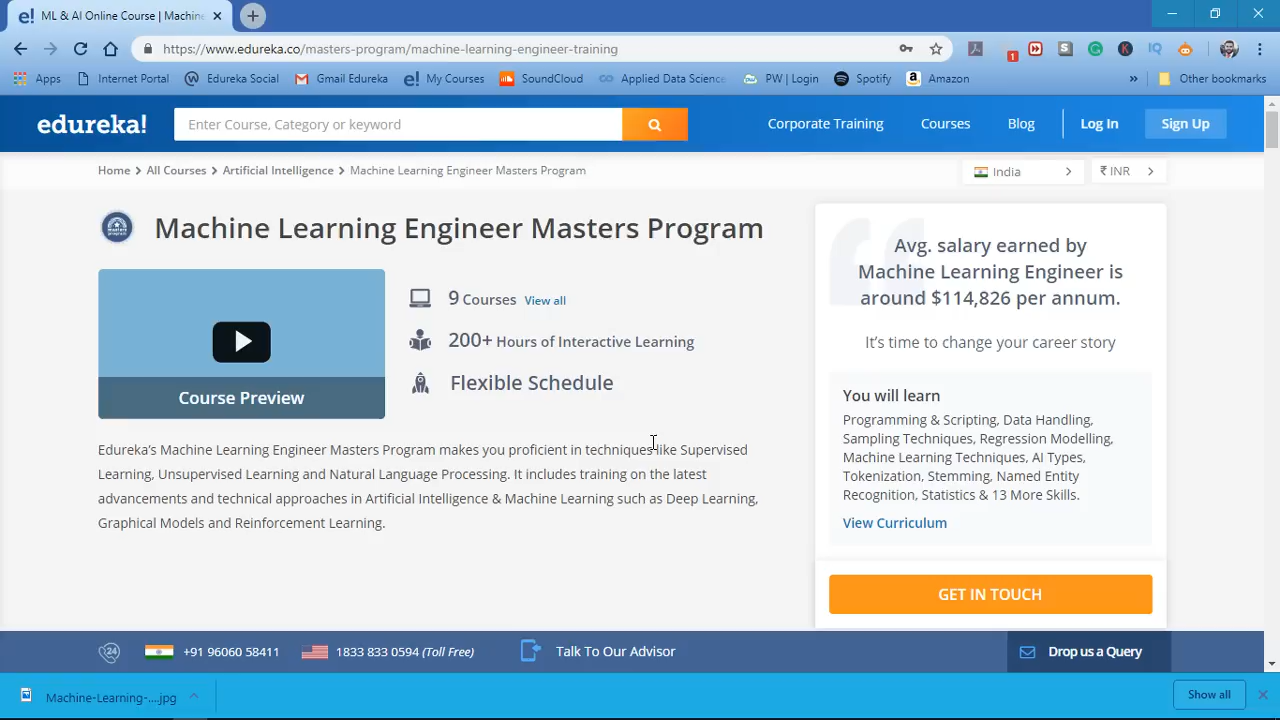 ML & AI Online Course | Machine
https://www.edureka.co/masters-program/machine-learning-engineer-training
Apps
Internet Portal
Edureka Social
Gmail Edureka
My Courses
SoundCloud
Applied Data Scienc
PW | Login
Spotify
Amazon
»
Other bookmarks
edureka!
Enter Course, Category or keyword
Corporate Training
Courses
Blog
Log In
Sign Up
Home > All Courses > Artificial Intelligence > Machine Learning Engineer Masters Program
India
₹ INR
Machine Learning Engineer Masters Program
Course Preview
9 Courses View all
200+ Hours of Interactive Learning
Flexible Schedule
Edureka's Machine Learning Engineer Masters Program makes you proficient in techniques like Supervised
Learning, Unsupervised Learning and Natural Language Processing. It includes training on the latest
advancements and technical approaches in Artificial Intelligence & Machine Learning such as Deep Learning,
Graphical Models and Reinforcement Learning.
Avg. salary earned by
Machine Learning Engineer is
around $114,826 per annum.
It's time to change your career story
You will learn
Programming & Scripting, Data Handling,
Sampling Techniques, Regression Modelling,
Machine Learning Techniques, AI Types,
Tokenization, Stemming, Named Entity
Recognition, Statistics & 13 More Skills.
View Curriculum
GET IN TOUCH
24
+91 96060 58411
1833 833 0594 (Toll Free)
Talk To Our Advisor
Drop us a Query
Machine-Learning-....jpg
Show all